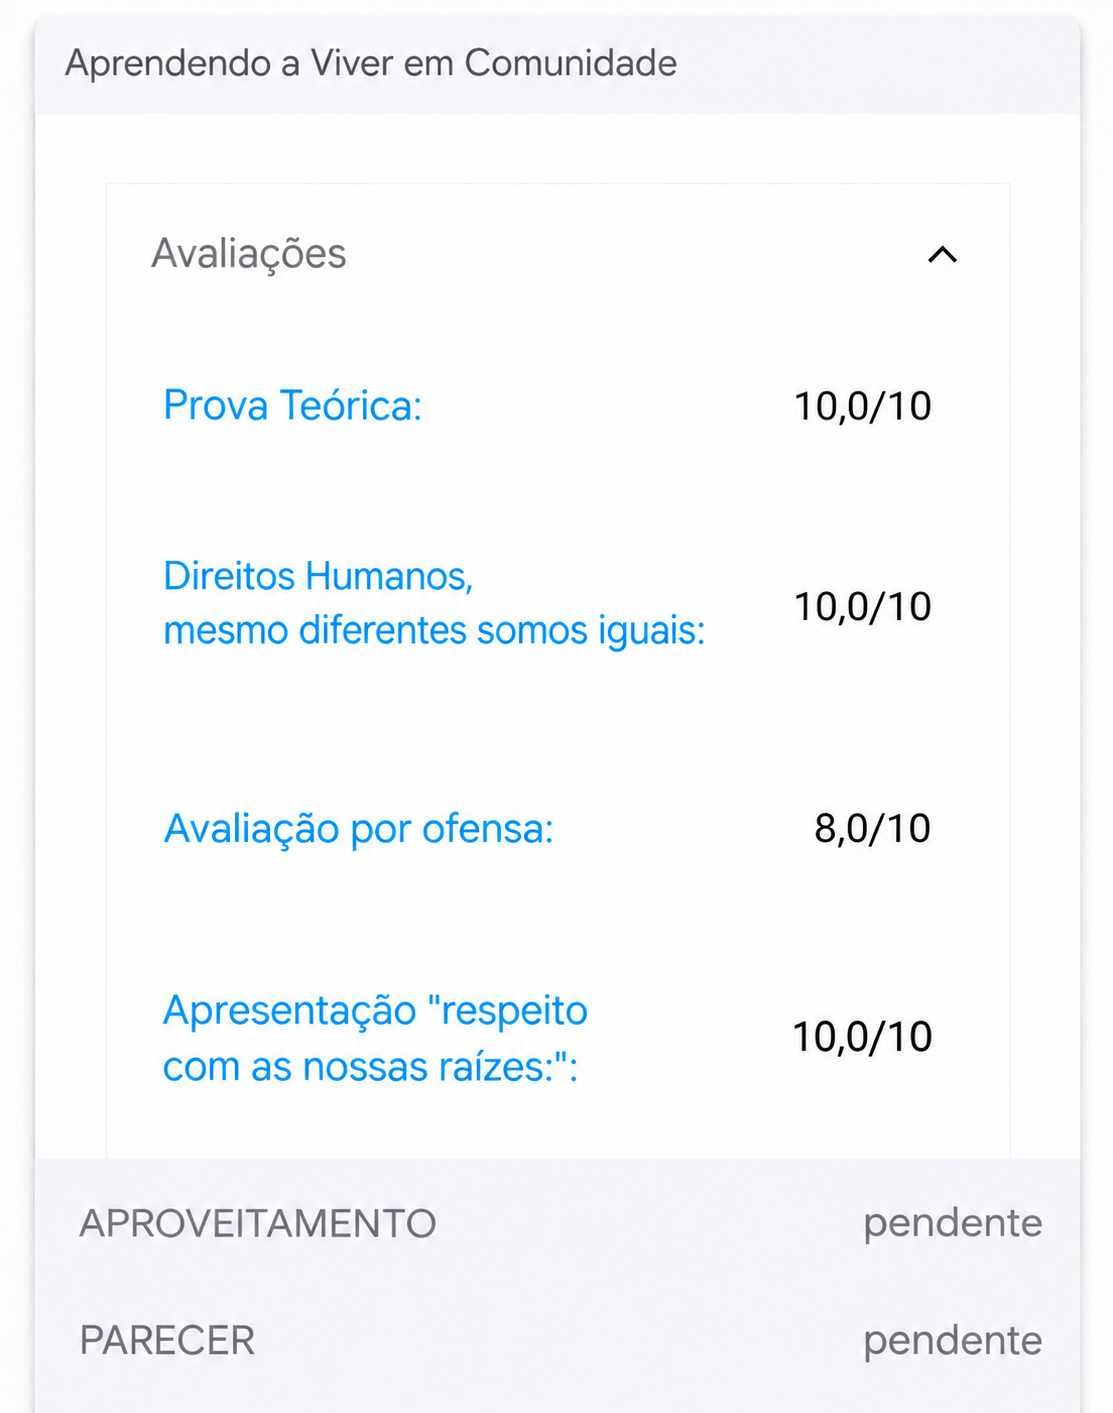 Aprendendo a Viver em Comunidade
Avaliações
Prova Teórica: 10,0/10
Direitos Humanos,
mesmo diferentes somos iguais: 10,0/10
Avaliação por ofensa: 8,0/10
Apresentação "respeito
com as nossas raízes:": 10,0/10
APROVEITAMENTO pendente
PARECER pendente